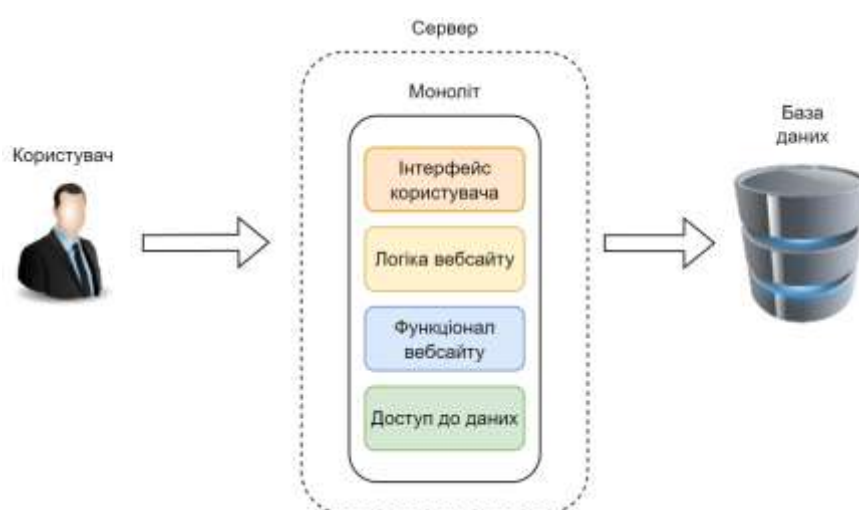 Сервер
Моноліт
База
даних
Користувач
Інтерфейс
користувача
Логіка вебсайту
Функціонал
вебсайту
Доступ до даних